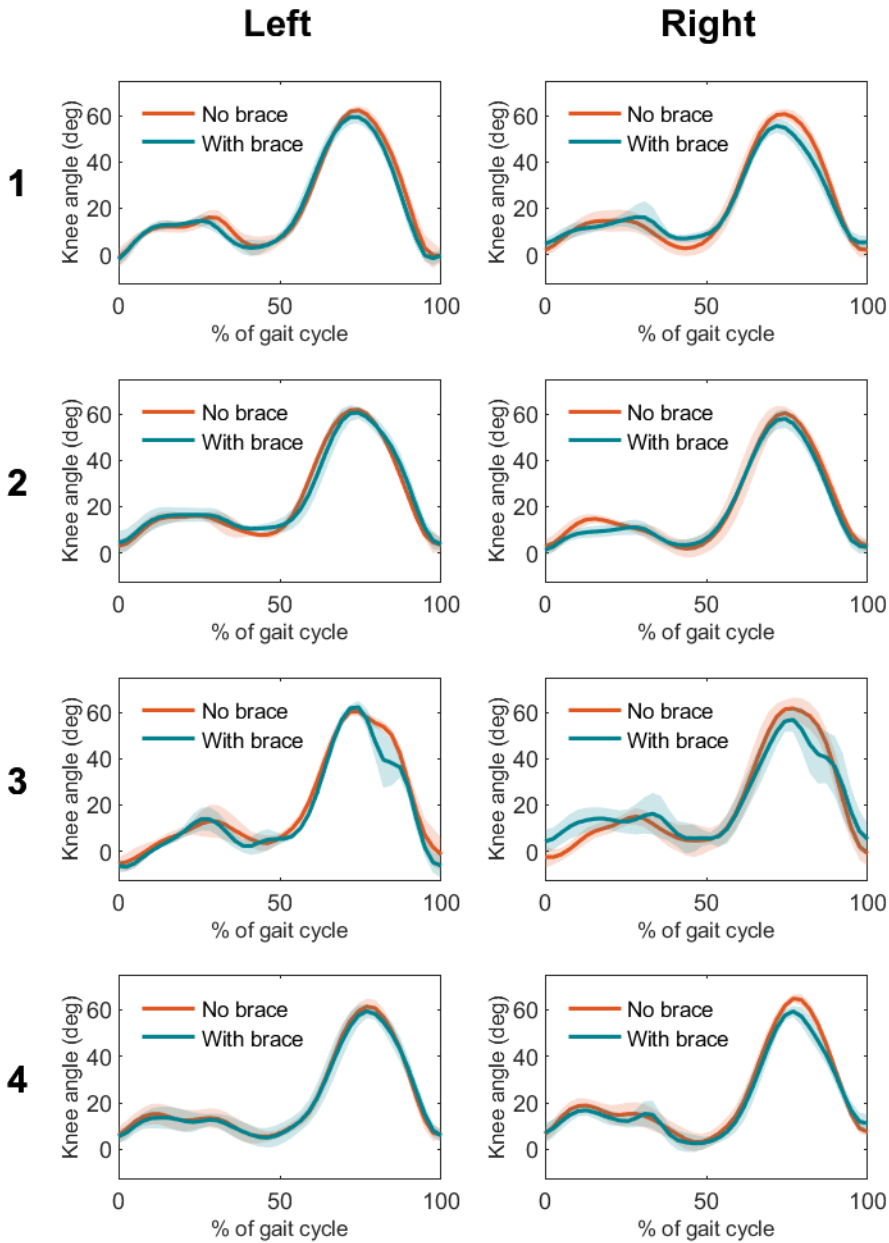 Left Right
1
60
40
20
0
Knee angle (deg)
No brace
With brace
0 50 100
% of gait cycle
60
40
20
0
Knee angle (deg)
No brace
With brace
0 50 100
% of gait cycle
2
60
40
20
0
Knee angle (deg)
No brace
With brace
0 50 100
% of gait cycle
60
40
20
0
Knee angle (deg)
No brace
With brace
0 50 100
% of gait cycle
3
60
40
20
0
Knee angle (deg)
No brace
With brace
0 50 100
% of gait cycle
60
40
20
0
Knee angle (deg)
No brace
With brace
0 50 100
% of gait cycle
4
60
40
20
0
Knee angle (deg)
No brace
With brace
0 50 100
% of gait cycle
60
40
20
0
Knee angle (deg)
No brace
With brace
0 50 100
% of gait cycle